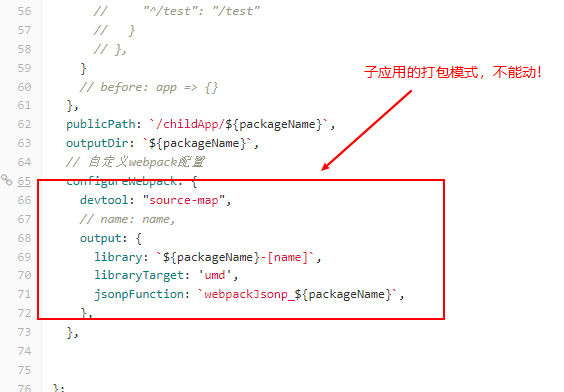 56 //     "^/test": "/test"
57 //   }
58 // },
59 }
60 // before: app => {}
61 },
子应用的打包模式，不能动!
62 publicPath: `/childApp/${packageName}`,
63 outputDir: `${packageName}`,
64 // 自定义webpack配置
65 configureWebpack: {
66 devtool: "source-map",
67 // name: name,
68 output: {
69 library: `${packageName}-[name]`,
70 libraryTarget: 'umd',
71 jsonpFunction: `webpackJsonp_${packageName}`,
72 },
73 },
74
75
76 };